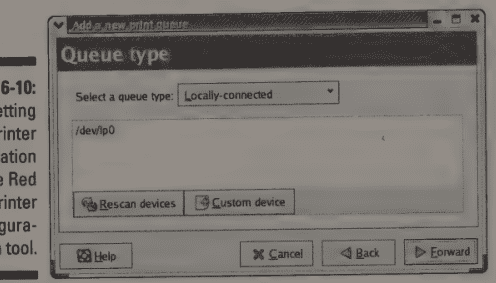 6-10:
etting
rinter
ation
e Red
rinter
gura-
tool.
Add a new print queue
Queue type
Select a queue type: Locally-connected
/dev/lp0
Rescan devices Custom device
Help Cancel Back Forward